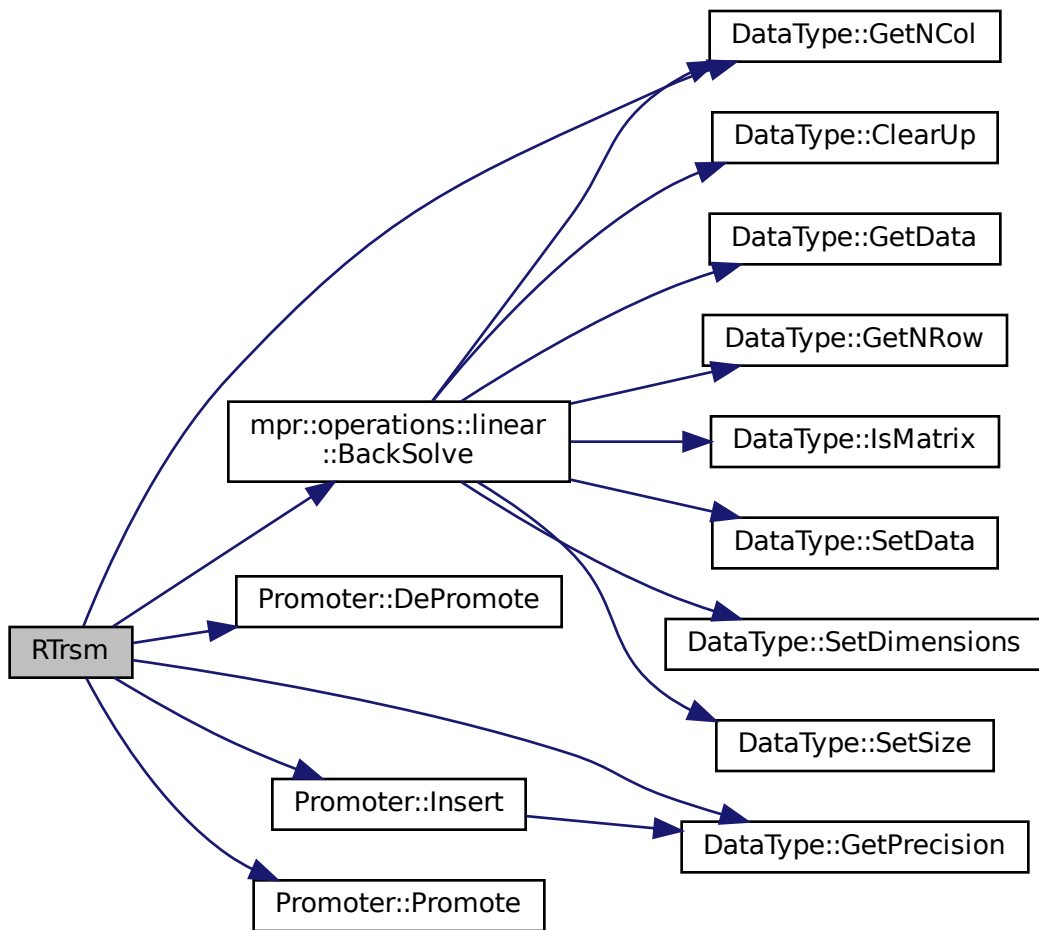 DataType::GetNCol
DataType::ClearUp
DataType::GetData
DataType::GetNRow
mpr::operations::linear
::BackSolve
DataType::IsMatrix
DataType::SetData
Promoter::DePromote
RTrsm
DataType::SetDimensions
DataType::SetSize
Promoter::Insert
DataType::GetPrecision
Promoter::Promote